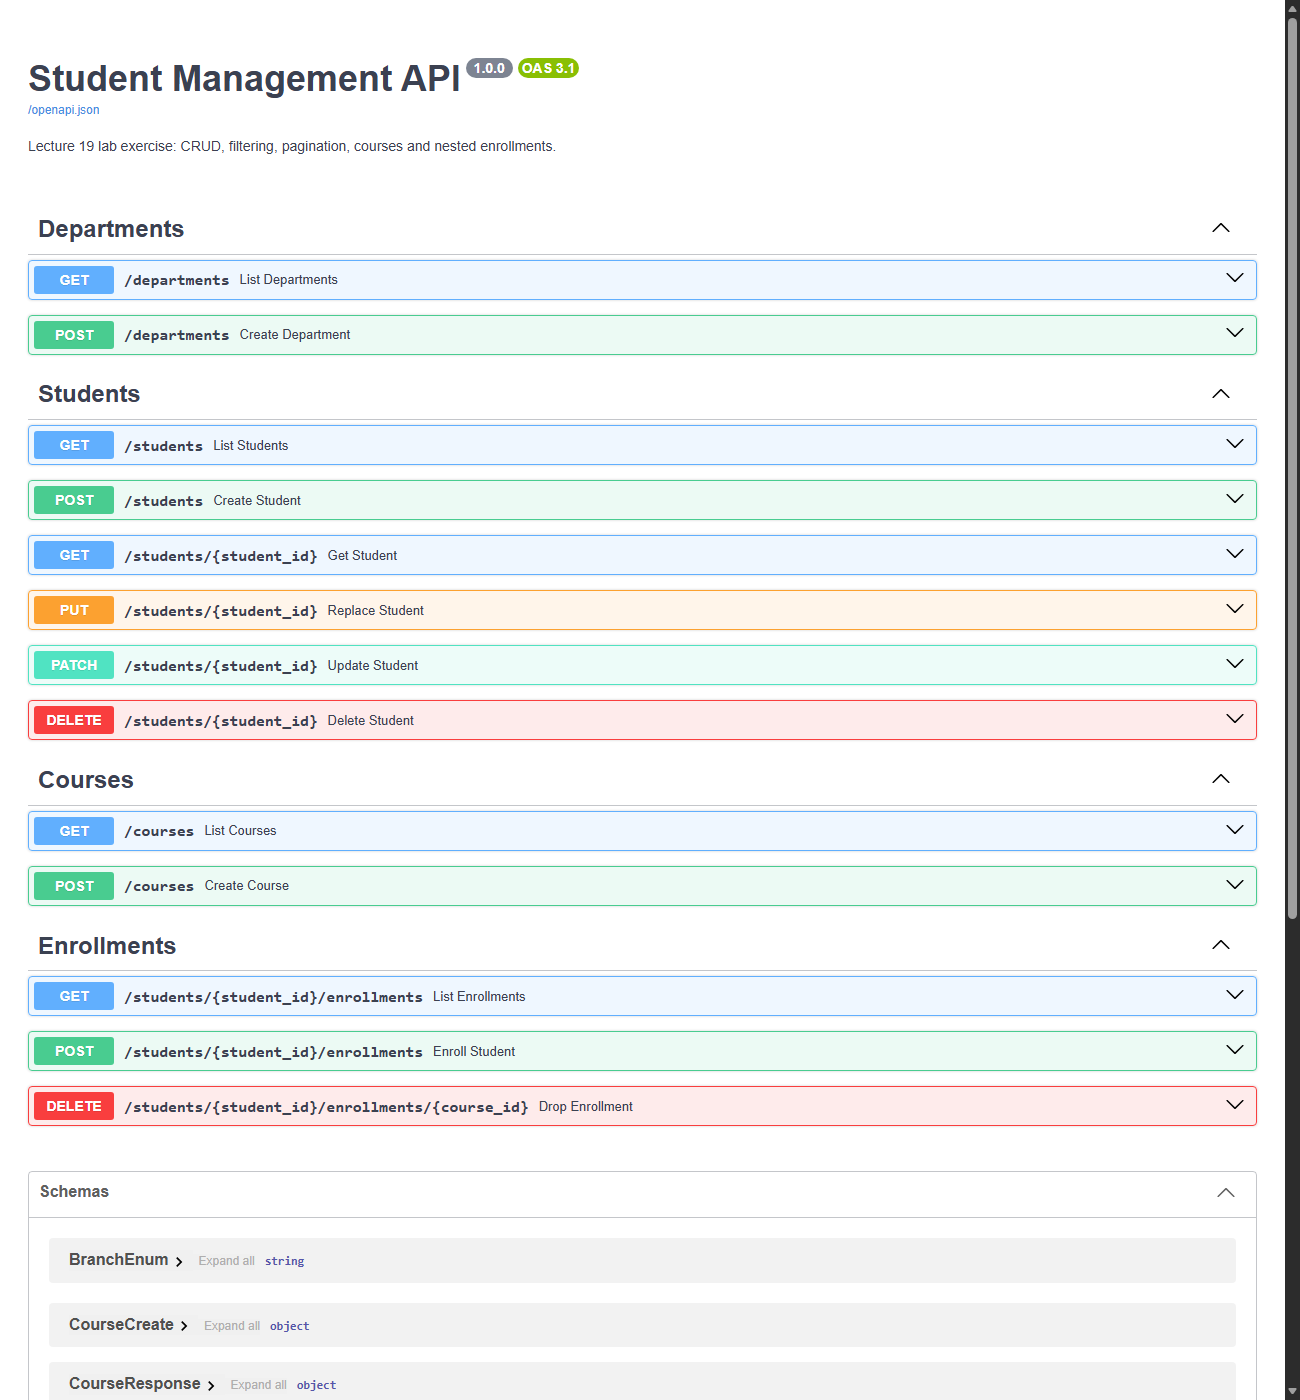 Student Management API 1.0.0 OAS 3.1
/openapi.json
Lecture 19 lab exercise: CRUD, filtering, pagination, courses and nested enrollments.
Departments
GET /departments List Departments
POST /departments Create Department
Students
GET /students List Students
POST /students Create Student
GET /students/{student_id} Get Student
PUT /students/{student_id} Replace Student
PATCH /students/{student_id} Update Student
DELETE /students/{student_id} Delete Student
Courses
GET /courses List Courses
POST /courses Create Course
Enrollments
GET /students/{student_id}/enrollments List Enrollments
POST /students/{student_id}/enrollments Enroll Student
DELETE /students/{student_id}/enrollments/{course_id} Drop Enrollment
Schemas
BranchEnum Expand all string
CourseCreate Expand all object
CourseResponse Expand all object